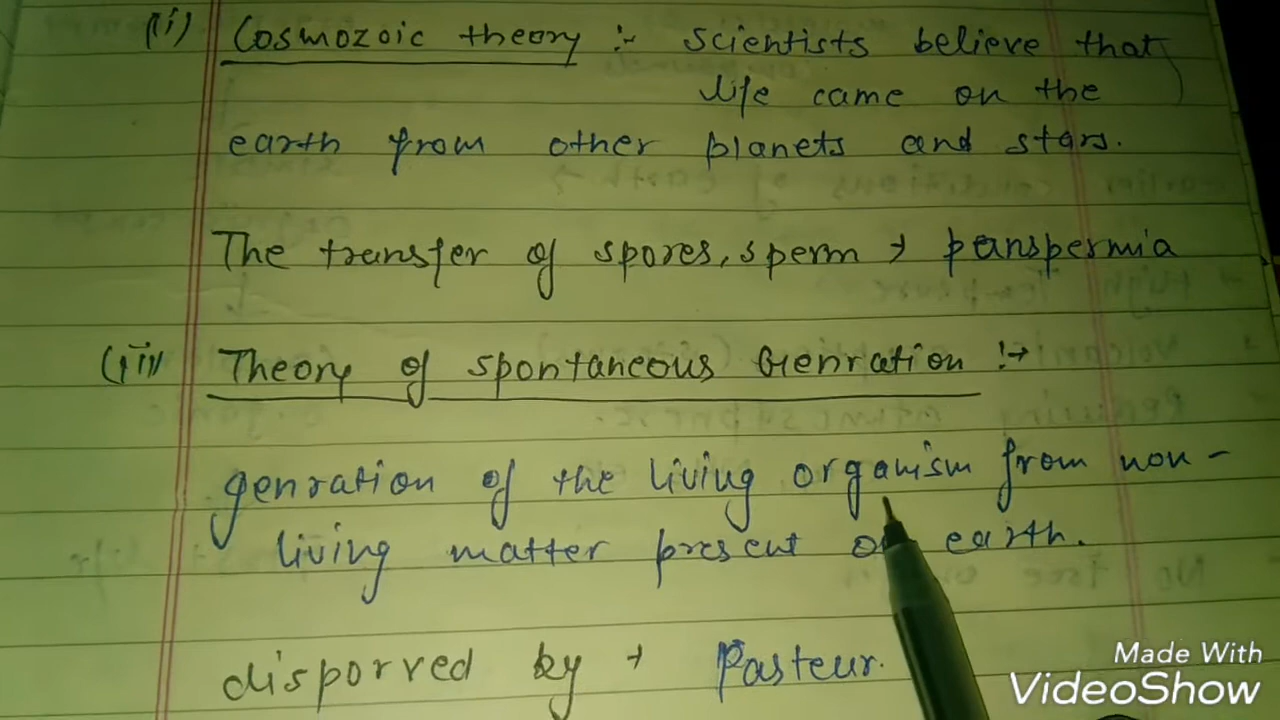 (ii) Cosmozoic theory :- scientists believe that
life came on the
earth from other planets and stars.
The transfer of spores, sperm → panspermia
(iii) Theory of spontaneous Genration :→
genration of the living organism from non-
living matter present on earth.
disporved by → Pasteur.
Made With
VideoShow